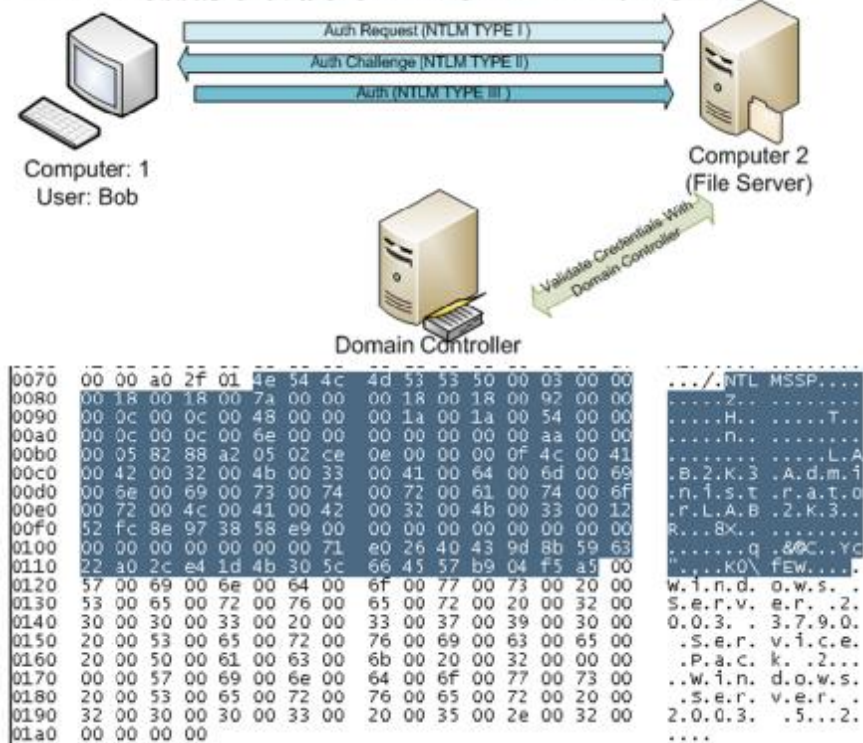 Auth Request (NTLM TYPE I )
Auth Challenge (NTLM TYPE II)
Auth (NTLM TYPE III )
Computer: 1
User: Bob
Computer 2
(File Server)
Validate Credentials With
Domain Controller
Domain Controller
0070 00 00 a0 2f 01 4e 54 4c 4d 53 53 50 00 03 00 00 .../.NTL MSSP....
0080 00 18 00 18 00 7a 00 00 00 18 00 18 00 92 00 00 .....z.. ........
0090 00 0c 00 0c 00 48 00 00 00 1a 00 1a 00 54 00 00 .....H.. .....T..
00a0 00 0c 00 0c 00 6e 00 00 00 00 00 00 00 aa 00 00 .....n.. ........
00b0 00 05 82 88 a2 05 02 ce 0e 00 00 00 0f 4c 00 41 ........ .....L.A
00c0 00 42 00 32 00 4b 00 33 00 41 00 64 00 6d 00 69 .B.2.K.3 .A.d.m.i
00d0 00 6e 00 69 00 73 00 74 00 72 00 61 00 74 00 6f .n.i.s.t .r.a.t.o
00e0 00 72 00 4c 00 41 00 42 00 32 00 4b 00 33 00 12 .r.L.A.B .2.K.3..
00f0 52 fc 8e 97 38 58 e9 00 00 00 00 00 00 00 00 00 R...8X.. ........
0100 00 00 00 00 00 00 00 71 e0 26 40 43 9d 8b 59 63 .......q .&@C..Yc
0110 22 a0 2c e4 1d 4b 30 5c 66 45 57 b9 04 f5 a5 00 ".,..K0\ fEW.....
0120 57 00 69 00 6e 00 64 00 6f 00 77 00 73 00 20 00 W.i.n.d. o.w.s. .
0130 53 00 65 00 72 00 76 00 65 00 72 00 20 00 32 00 S.e.r.v. e.r. .2.
0140 30 00 30 00 33 00 20 00 33 00 37 00 39 00 30 00 0.0.3. . 3.7.9.0.
0150 20 00 53 00 65 00 72 00 76 00 69 00 63 00 65 00 .S.e.r. v.i.c.e.
0160 20 00 50 00 61 00 63 00 6b 00 20 00 32 00 00 00 .P.a.c. k. .2...
0170 00 00 57 00 69 00 6e 00 64 00 6f 00 77 00 73 00 ..W.i.n. d.o.w.s.
0180 20 00 53 00 65 00 72 00 76 00 65 00 72 00 20 00 .S.e.r. v.e.r. .
0190 32 00 30 00 30 00 33 00 20 00 35 00 2e 00 32 00 2.0.0.3. .5...2.
01a0 00 00 00 00 ....